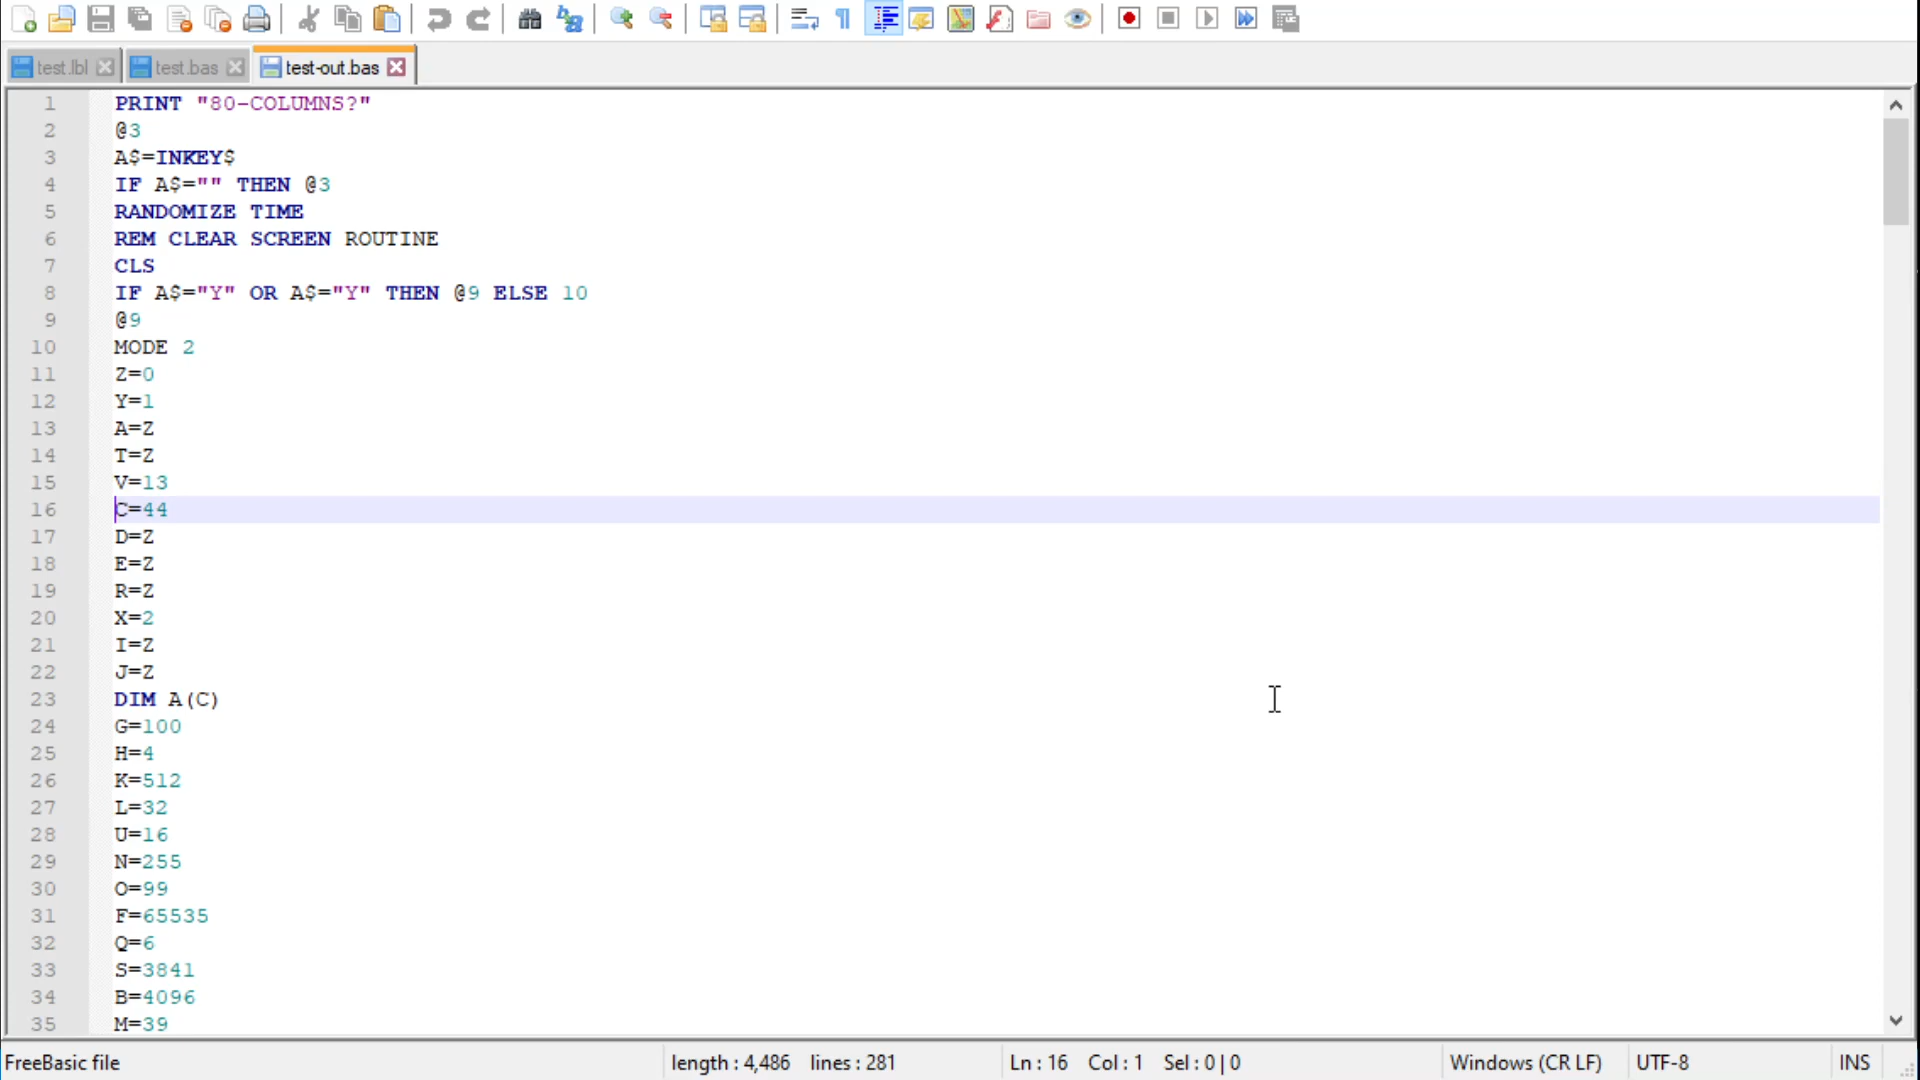 test.lbl test.bas test-out.bas
1 PRINT "80-COLUMNS?"
2 @3
3 A$=INKEY$
4 IF A$="" THEN @3
5 RANDOMIZE TIME
6 REM CLEAR SCREEN ROUTINE
7 CLS
8 IF A$="Y" OR A$="Y" THEN @9 ELSE 10
9 @9
10 MODE 2
11 Z=0
12 Y=1
13 A=Z
14 T=Z
15 V=13
16 C=44
17 D=Z
18 E=Z
19 R=Z
20 X=2
21 I=Z
22 J=Z
23 DIM A(C)
24 G=100
25 H=4
26 K=512
27 L=32
28 U=16
29 N=255
30 O=99
31 F=65535
32 Q=6
33 S=3841
34 B=4096
35 M=39
FreeBasic file length : 4,486 lines : 281 Ln : 16 Col : 1 Sel : 0 | 0 Windows (CR LF) UTF-8 INS